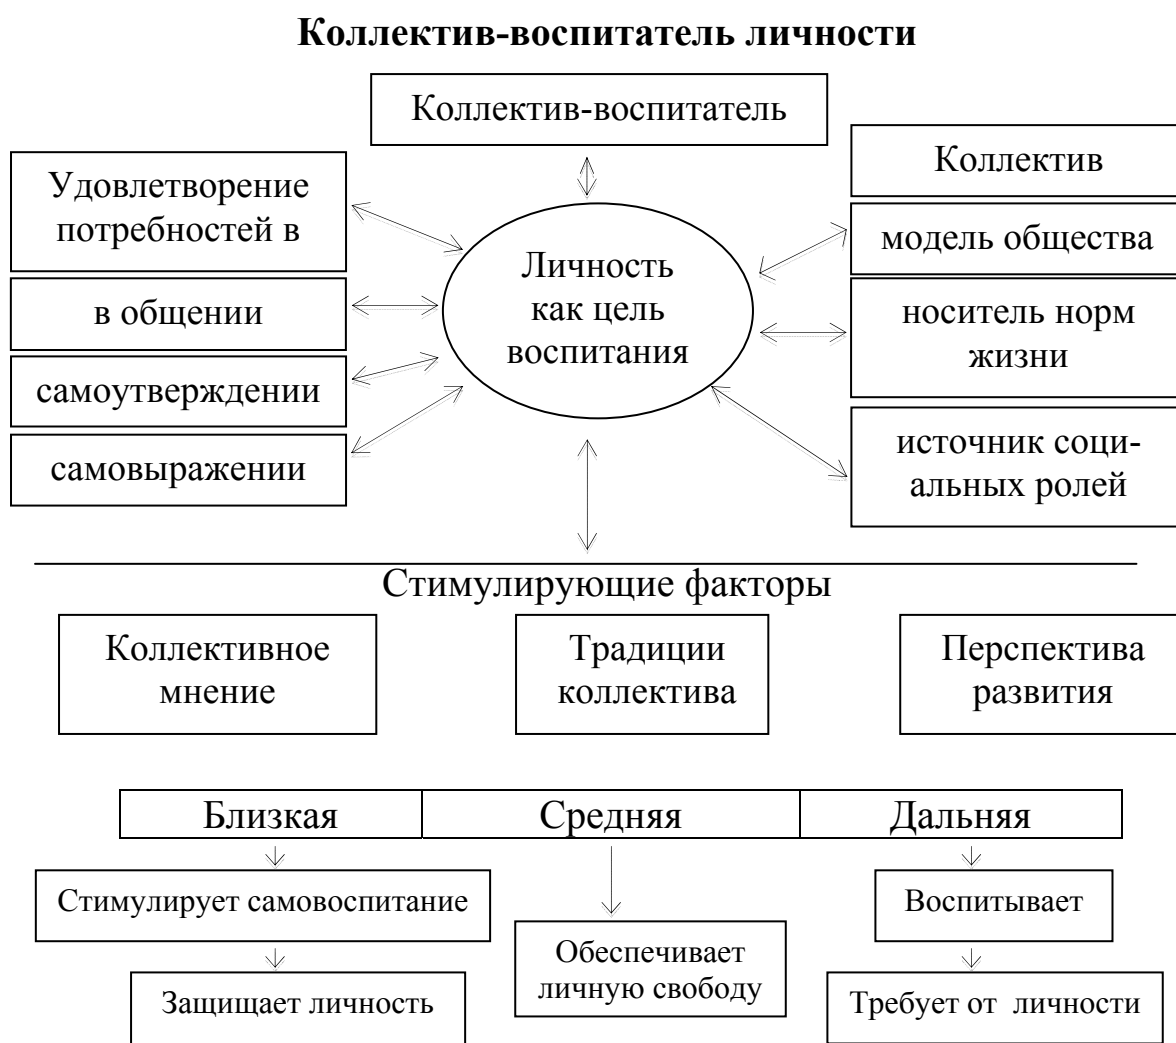 Коллектив-воспитатель личности
Коллектив-воспитатель
Удовлетворение
потребностей в
в общении
самоутверждении
самовыражении
Личность
как цель
воспитания
Коллектив
модель общества
носитель норм
жизни
источник соци-
альных ролей
Стимулирующие факторы
Коллективное
мнение
Традиции
коллектива
Перспектива
развития
Близкая
Средняя
Дальняя
Стимулирует самовоспитание
Защищает личность
Обеспечивает
личную свободу
Воспитывает
Требует от личности